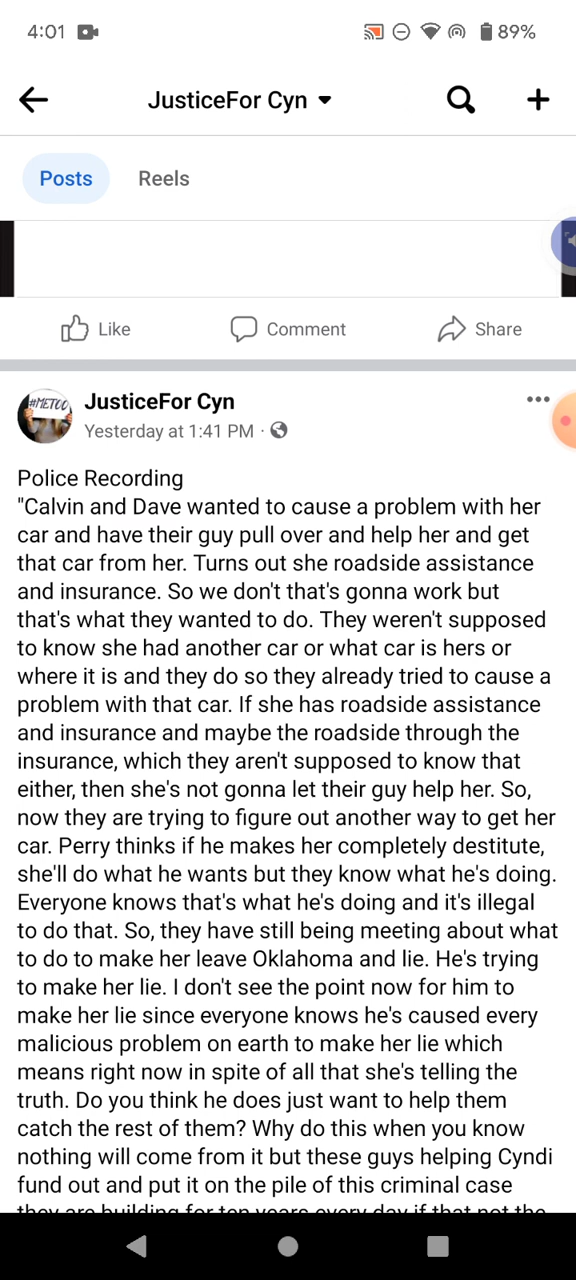 4:01
89%
JusticeFor Cyn
Posts Reels
Like Comment Share
#METOO
JusticeFor Cyn
Yesterday at 1:41 PM ·
Police Recording
"Calvin and Dave wanted to cause a problem with her
car and have their guy pull over and help her and get
that car from her. Turns out she roadside assistance
and insurance. So we don't that's gonna work but
that's what they wanted to do. They weren't supposed
to know she had another car or what car is hers or
where it is and they do so they already tried to cause a
problem with that car. If she has roadside assistance
and insurance and maybe the roadside through the
insurance, which they aren't supposed to know that
either, then she's not gonna let their guy help her. So,
now they are trying to figure out another way to get her
car. Perry thinks if he makes her completely destitute,
she'll do what he wants but they know what he's doing.
Everyone knows that's what he's doing and it's illegal
to do that. So, they have still being meeting about what
to do to make her leave Oklahoma and lie. He's trying
to make her lie. I don't see the point now for him to
make her lie since everyone knows he's caused every
malicious problem on earth to make her lie which
means right now in spite of all that she's telling the
truth. Do you think he does just want to help them
catch the rest of them? Why do this when you know
nothing will come from it but these guys helping Cyndi
fund out and put it on the pile of this criminal case
they are building for ten years every day if that not the